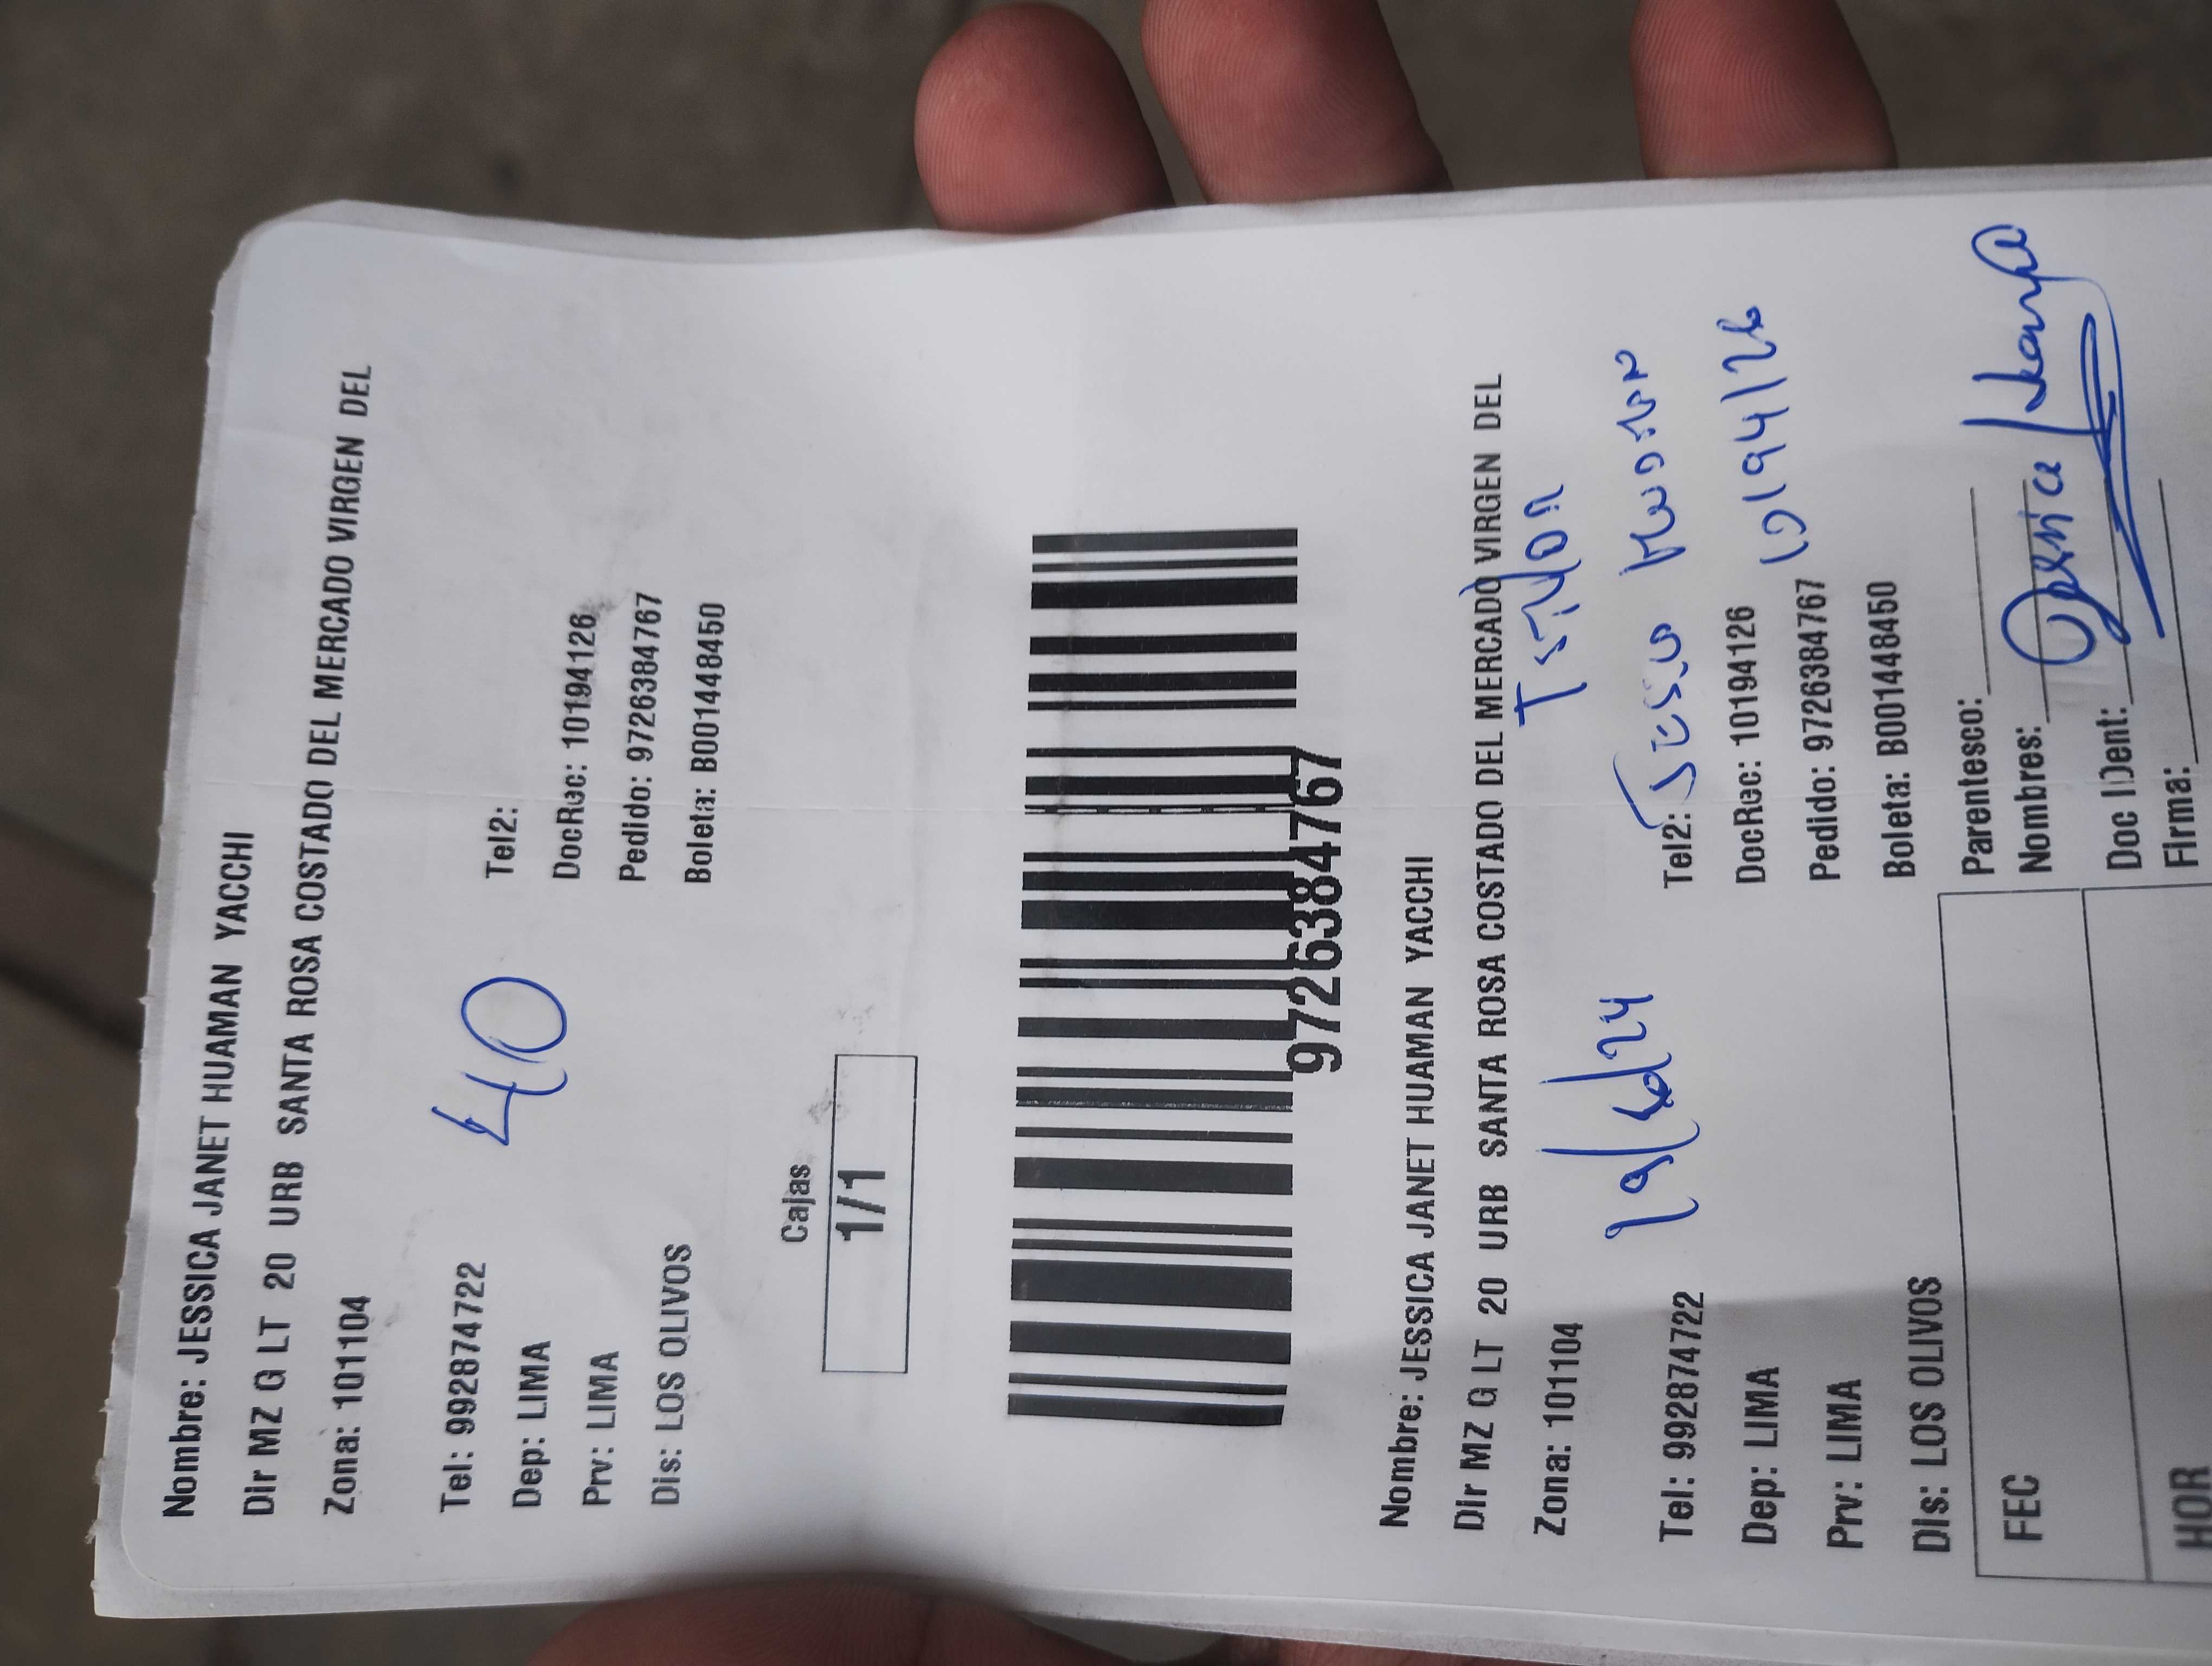 Nombre: JESSICA JANET HUAMAN YACCHI
Dir MZ G LT 20 URB SANTA ROSA COSTADO DEL MERCADO VIRGEN DEL
Zona: 101104
Tel: 992874722 Tel2:
Dep: LIMA DocRec: 10194126
Prv: LIMA Pedido: 9726384767
Dis: LOS OLIVOS Boleta: B001448450
40
Cajas
1/1
9726384767
Nombre: JESSICA JANET HUAMAN YACCHI
Dir MZ G LT 20 URB SANTA ROSA COSTADO DEL MERCADO VIRGEN DEL
Zona: 101104
Tel: 992874722 Tel2:
Dep: LIMA DocRec: 10194126
Prv: LIMA Pedido: 9726384767
Dis: LOS OLIVOS Boleta: B001448450
FEC Parentesco:
Nombres:
HOR Doc IDent:
Firma: